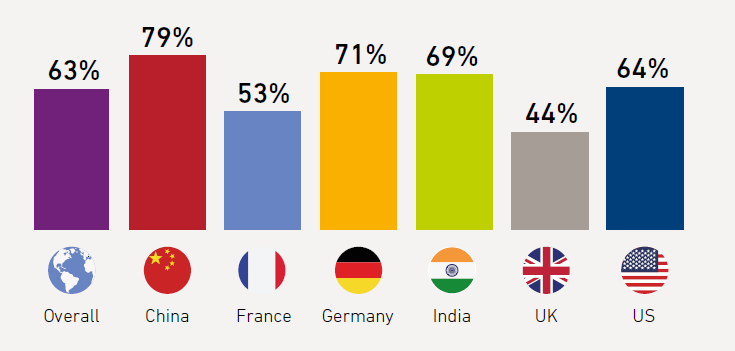 63%
79%
53%
71%
69%
44%
64%
Overall
China
France
Germany
India
UK
US